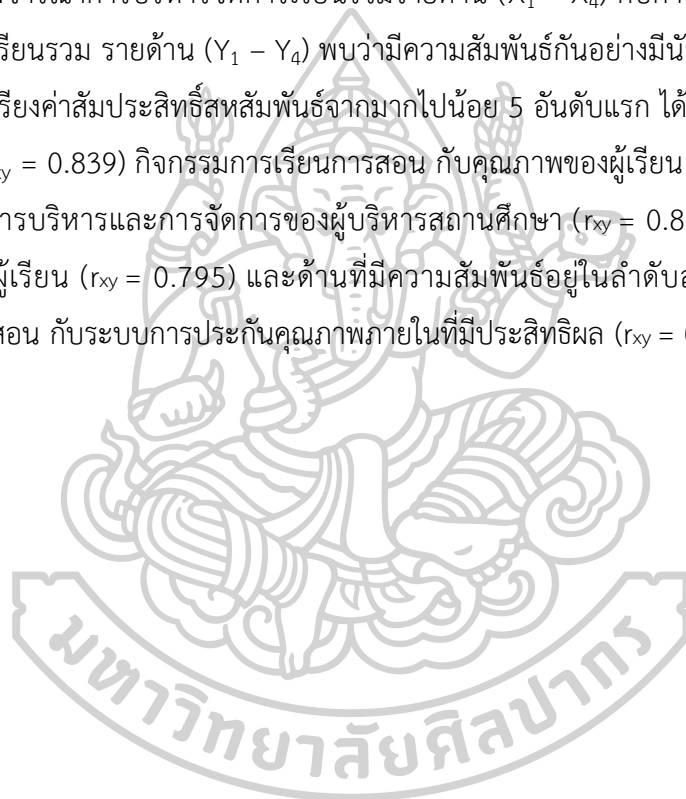 การบริหารจัดการเรียนรวมรายด้าน (X₁ – X₄)
เรียนรวม รายด้าน (Y₁ – Y₄) พบว่ามีความสัมพันธ์กันอย่างมี
เรียงค่าสัมประสิทธิ์สหสัมพันธ์จากมากไปน้อย 5 อันดับแรก ได้
= 0.839) กิจกรรมการเรียนการสอน กับคุณภาพของผู้เรียน
การบริหารและการจัดการของผู้บริหารสถานศึกษา (rxy = 0.8
ผู้เรียน (rxy = 0.795) และด้านที่มีความสัมพันธ์อยู่ในลำดับ
สอน กับระบบการประกันคุณภาพภายในที่มีประสิทธิผล (rxy =
มหาวิทยาลัยศิลปากร